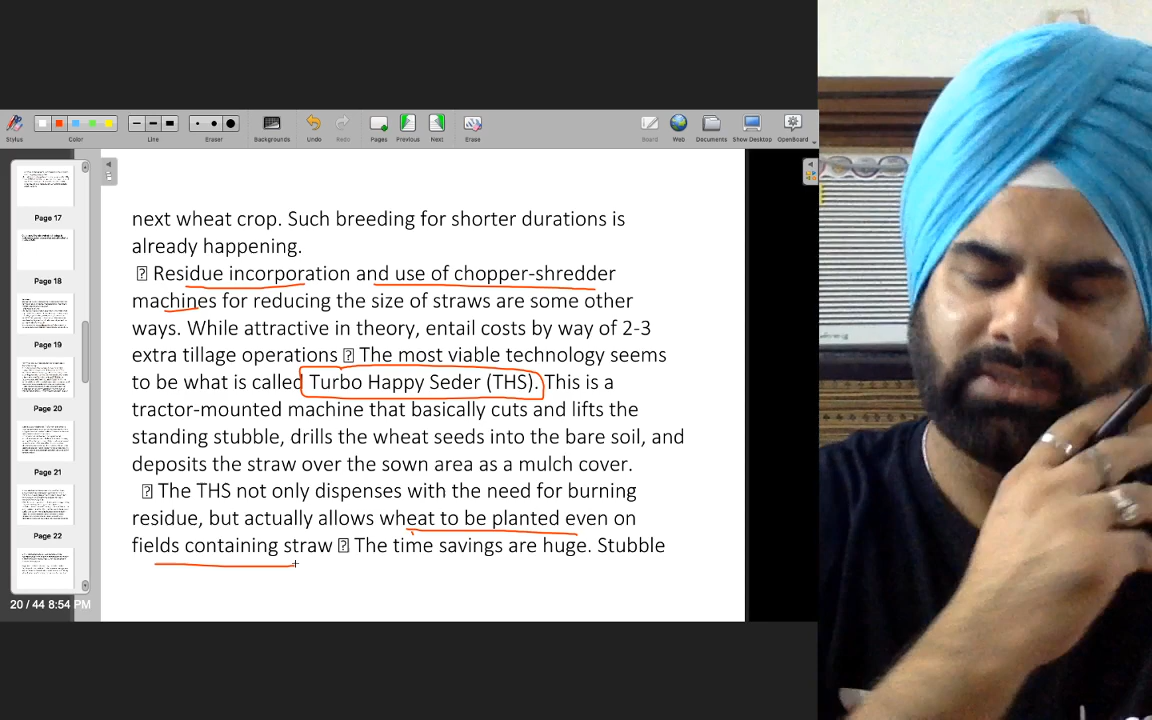 Stylus
Color
Line
Eraser
Backgrounds
Undo
Redo
Pages
Previous
Next
Erase
Board
Web
Documents
Show Desktop
OpenBoard
Page 17
Page 18
Page 19
Page 20
Page 21
Page 22
20 / 44 8:54 PM
next wheat crop. Such breeding for shorter durations is
already happening.
Residue incorporation and use of chopper-shredder
machines for reducing the size of straws are some other
ways. While attractive in theory, entail costs by way of 2-3
extra tillage operations The most viable technology seems
to be what is called Turbo Happy Seder (THS). This is a
tractor-mounted machine that basically cuts and lifts the
standing stubble, drills the wheat seeds into the bare soil, and
deposits the straw over the sown area as a mulch cover.
The THS not only dispenses with the need for burning
residue, but actually allows wheat to be planted even on
fields containing straw The time savings are huge. Stubble